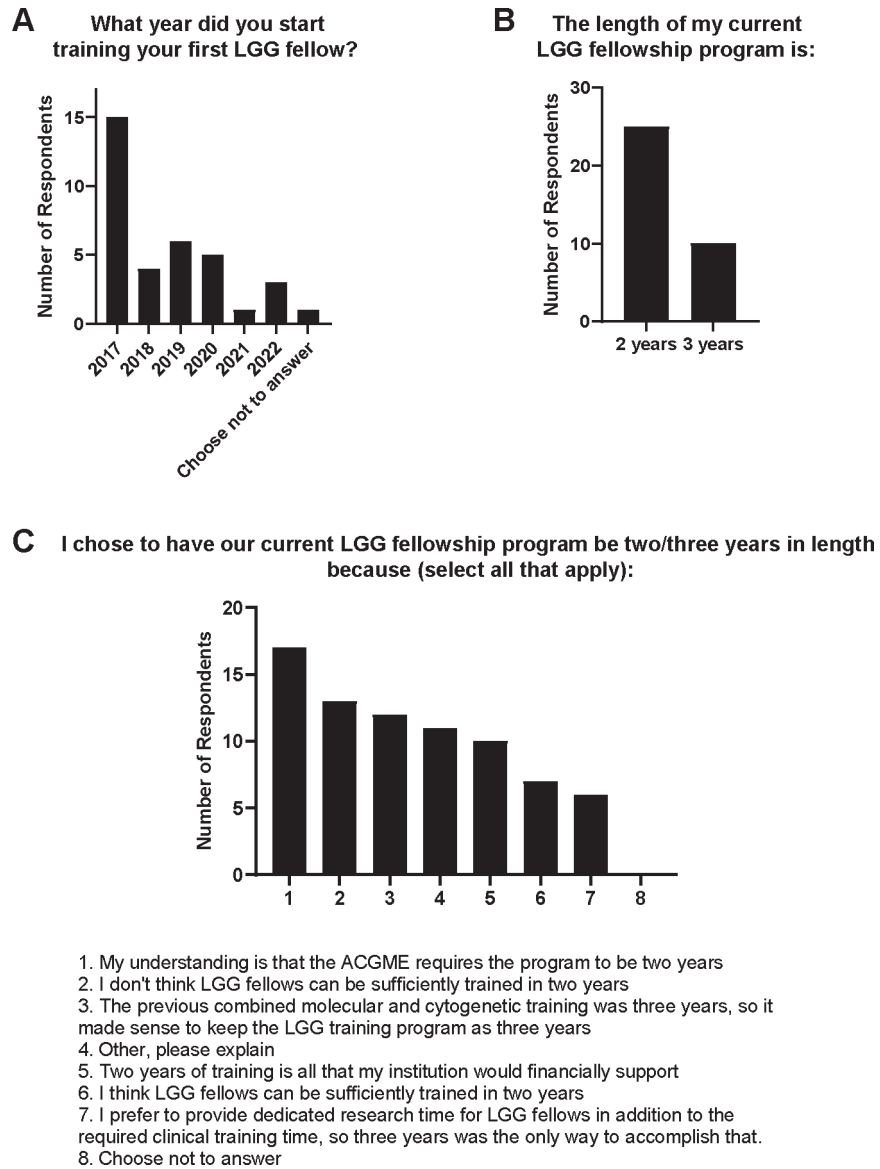 A
What year did you start
training your first LGG fellow?
Number of Respondents
15
10
5
0
2017
2018
2019
2020
2021
2022
Choose not to answer
B
The length of my current
LGG fellowship program is:
Number of Respondents
30
20
10
0
2 years 3 years
C
I chose to have our current LGG fellowship program be two/three years in length
because (select all that apply):
Number of Respondents
20
15
10
5
0
1 2 3 4 5 6 7 8
1. My understanding is that the ACGME requires the program to be two years
2. I don't think LGG fellows can be sufficiently trained in two years
3. The previous combined molecular and cytogenetic training was three years, so it
made sense to keep the LGG training program as three years
4. Other, please explain
5. Two years of training is all that my institution would financially support
6. I think LGG fellows can be sufficiently trained in two years
7. I prefer to provide dedicated research time for LGG fellows in addition to the
required clinical training time, so three years was the only way to accomplish that.
8. Choose not to answer